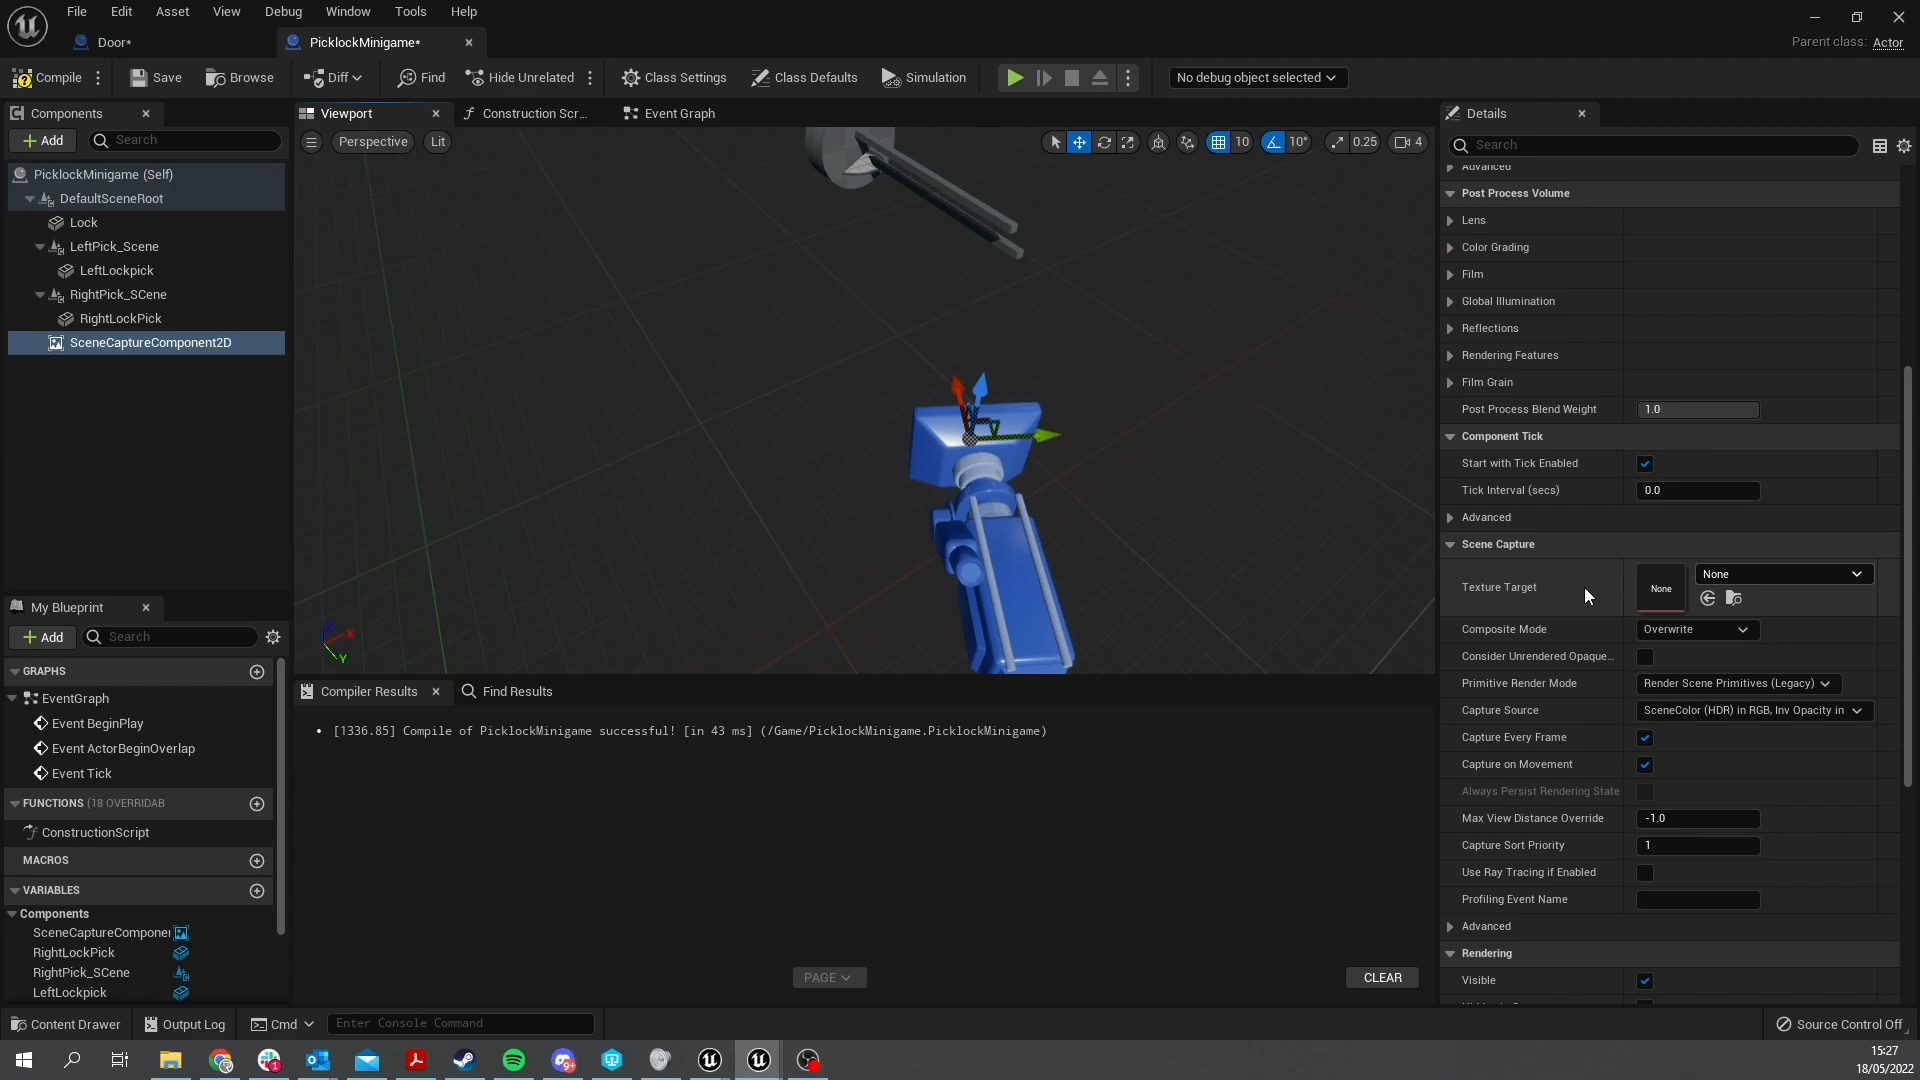 File Edit Asset View Debug Window Tools Help
Door*
PicklockMinigame*
Parent class: Actor
Compile
Save
Browse
Diff
Find
Hide Unrelated
Class Settings
Class Defaults
Simulation
No debug object selected
Components
Add
Search
PicklockMinigame (Self)
DefaultSceneRoot
Lock
LeftPick_Scene
LeftLockpick
RightPick_SCene
RightLockPick
SceneCaptureComponent2D
My Blueprint
Add
Search
GRAPHS
EventGraph
Event BeginPlay
Event ActorBeginOverlap
Event Tick
FUNCTIONS (18 OVERRIDAB
ConstructionScript
MACROS
VARIABLES
Components
SceneCaptureComponen
RightLockPick
RightPick_SCene
LeftLockpick
Viewport
Construction Scr...
Event Graph
Perspective
Lit
10
10°
0.25
4
X
Y
Compiler Results
Find Results
[1336.85] Compile of PicklockMinigame successful! [in 43 ms] (/Game/PicklockMinigame.PicklockMinigame)
PAGE
CLEAR
Details
Search
Advanced
Post Process Volume
Lens
Color Grading
Film
Global Illumination
Reflections
Rendering Features
Film Grain
Post Process Blend Weight 1.0
Component Tick
Start with Tick Enabled
Tick Interval (secs) 0.0
Advanced
Scene Capture
Texture Target None None
Composite Mode Overwrite
Consider Unrendered Opaque...
Primitive Render Mode Render Scene Primitives (Legacy)
Capture Source SceneColor (HDR) in RGB, Inv Opacity in
Capture Every Frame
Capture on Movement
Always Persist Rendering State
Max View Distance Override -1.0
Capture Sort Priority 1
Use Ray Tracing if Enabled
Profiling Event Name
Advanced
Rendering
Visible
Content Drawer
Output Log
Cmd
Enter Console Command
Source Control Off
15:27
18/05/2022